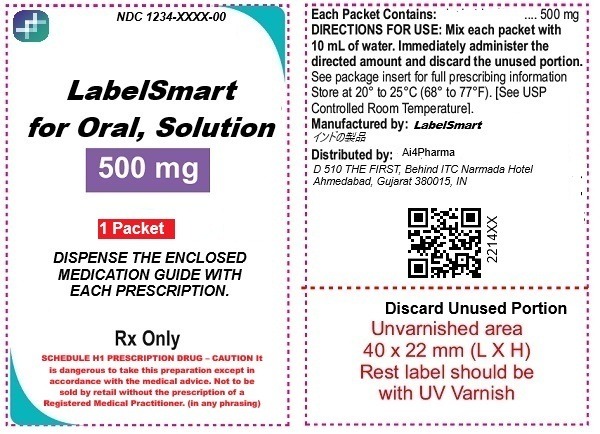 NDC 1234-XXXX-00
LabelSmart
for Oral, Solution
500 mg
1 Packet
DISPENSE THE ENCLOSED
MEDICATION GUIDE WITH
EACH PRESCRIPTION.
Rx Only
SCHEDULE H1 PRESCRIPTION DRUG – CAUTION It
is dangerous to take this preparation except in
accordance with the medical advice. Not to be
sold by retail without the prescription of a
Registered Medical Practitioner. (in any phrasing)
Each Packet Contains: .... 500 mg
DIRECTIONS FOR USE: Mix each packet with
10 mL of water. Immediately administer the
directed amount and discard the unused portion.
See package insert for full prescribing information
Store at 20° to 25°C (68° to 77°F). [See USP
Controlled Room Temperature].
Manufactured by: LabelSmart
インドの製品
Distributed by: Ai4Pharma
D 510 THE FIRST, Behind ITC Narmada Hotel
Ahmedabad, Gujarat 380015, IN
2214XX
Discard Unused Portion
Unvarnished area
40 x 22 mm (L X H)
Rest label should be
with UV Varnish